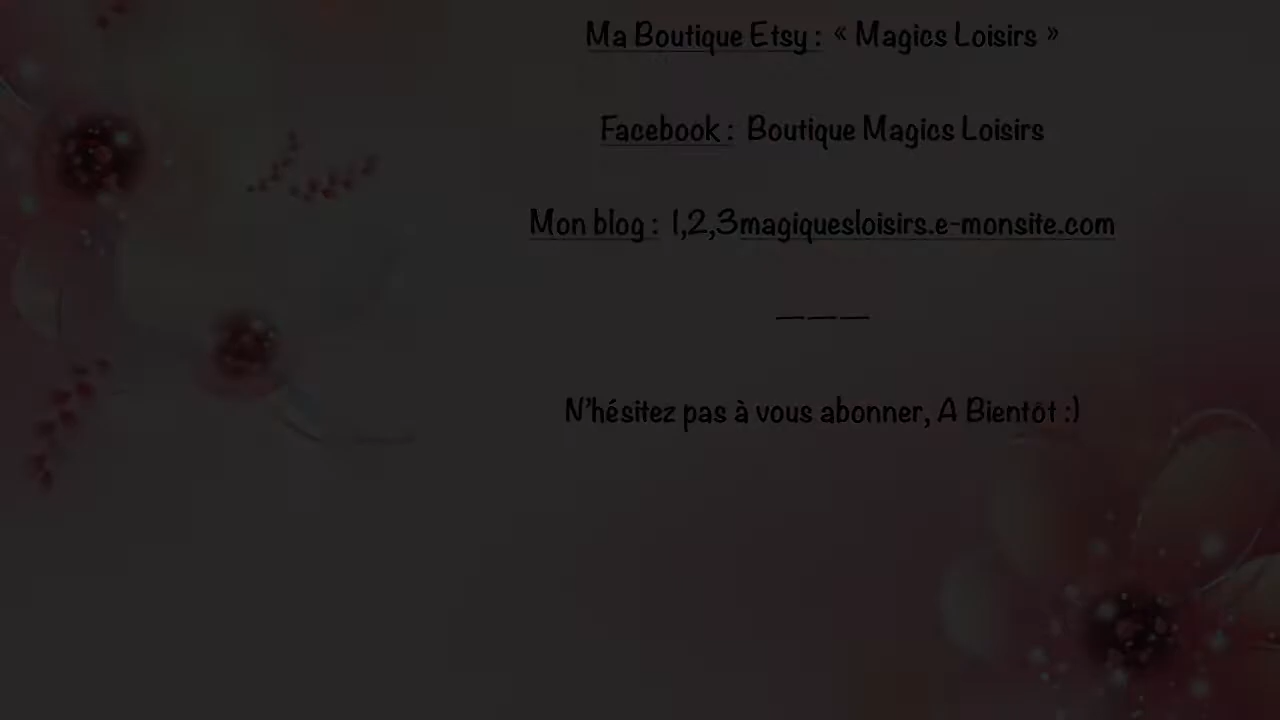 Ma Boutique Etsy : « Magics Loisirs »
Facebook : Boutique Magics Loisirs
Mon blog : 1,2,3magiquesloisirs.e-monsite.com
———
N'hésitez pas à vous abonner, A Bientôt :)